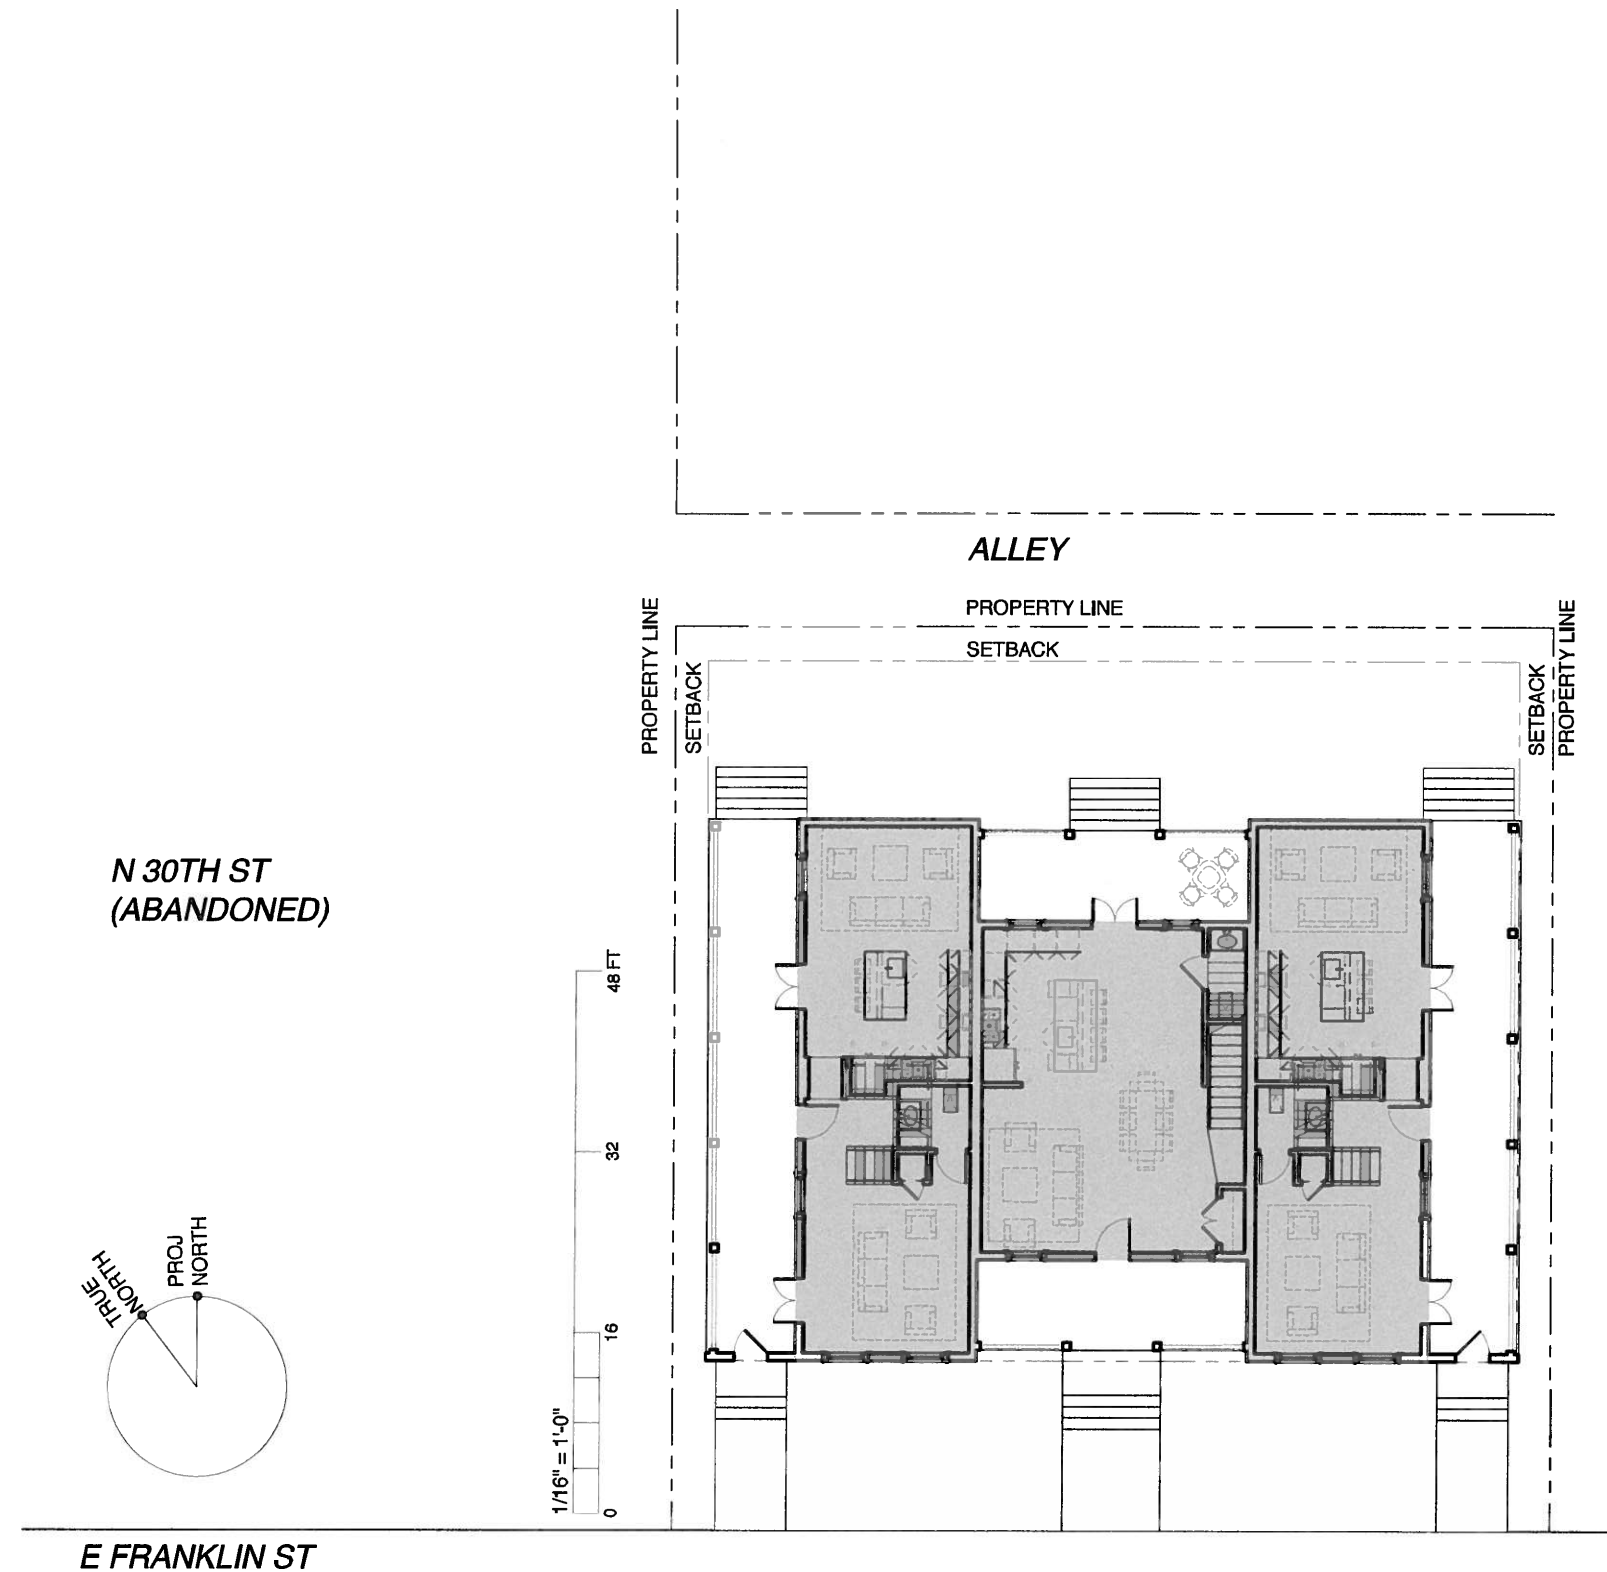 ALLEY
PROPERTY LINE
SETBACK
PROPERTY LINE
SETBACK
SETBACK
PROPERTY LINE
N 30TH ST
(ABANDONED)
48 FT
32
16
0
1/16" = 1'-0"
TRUE
NORTH
PROJ
NORTH
E FRANKLIN ST